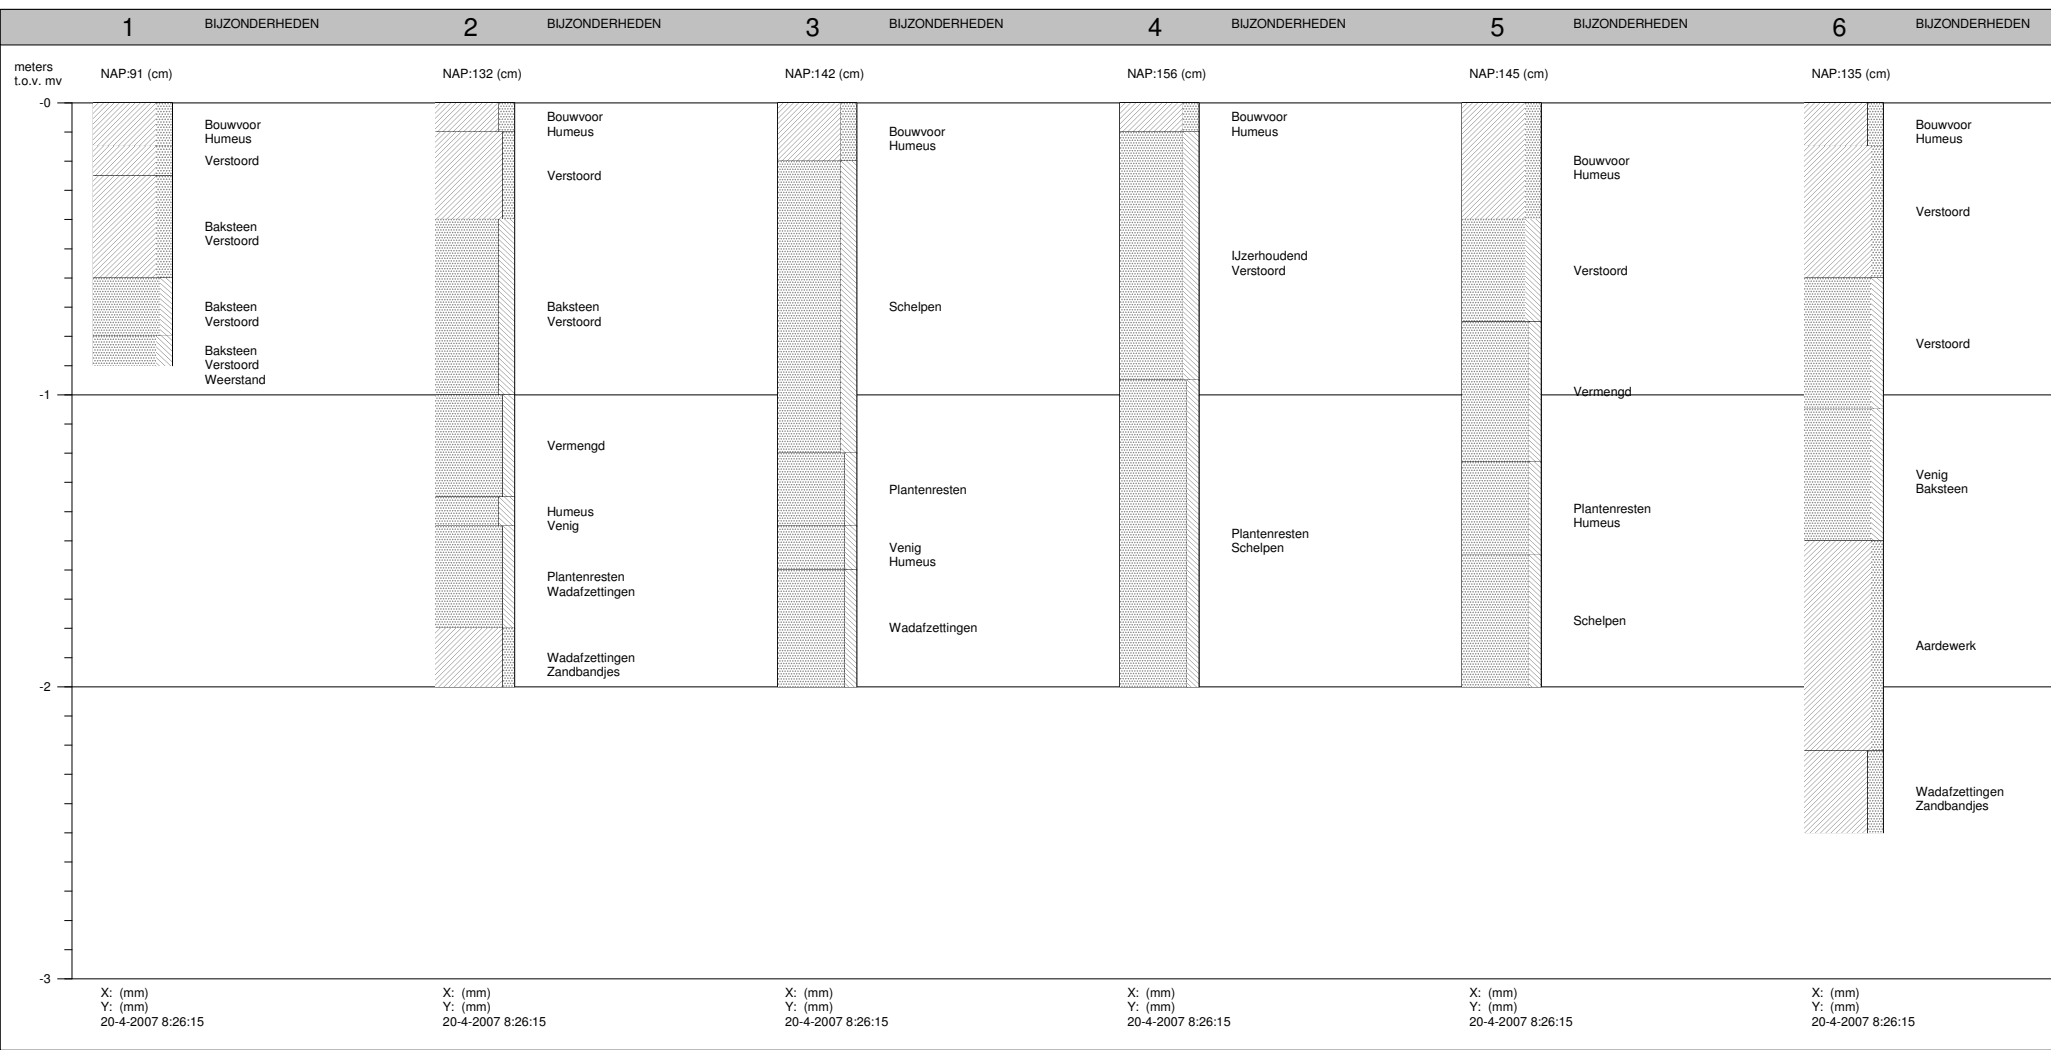 1 BIJZONDERHEDEN 2 BIJZONDERHEDEN 3 BIJZONDERHEDEN 4 BIJZONDERHEDEN 5 BIJZONDERHEDEN 6 BIJZONDERHEDEN
meters
t.o.v. mv
NAP:91 (cm) NAP:132 (cm) NAP:142 (cm) NAP:156 (cm) NAP:145 (cm) NAP:135 (cm)
-0
-1
-2
-3
Bouwvoor
Humeus
Verstoord
Baksteen
Verstoord
Baksteen
Verstoord
Baksteen
Verstoord
Weerstand
Bouwvoor
Humeus
Verstoord
Baksteen
Verstoord
Vermengd
Humeus
Venig
Plantenresten
Wadafzettingen
Wadafzettingen
Zandbandjes
Bouwvoor
Humeus
Schelpen
Plantenresten
Venig
Humeus
Wadafzettingen
Bouwvoor
Humeus
IJzerhoudend
Verstoord
Plantenresten
Schelpen
Bouwvoor
Humeus
Verstoord
Vermengd
Plantenresten
Humeus
Schelpen
Bouwvoor
Humeus
Verstoord
Verstoord
Venig
Baksteen
Aardewerk
Wadafzettingen
Zandbandjes
X: (mm) X: (mm) X: (mm) X: (mm) X: (mm) X: (mm)
Y: (mm) Y: (mm) Y: (mm) Y: (mm) Y: (mm) Y: (mm)
20-4-2007 8:26:15 20-4-2007 8:26:15 20-4-2007 8:26:15 20-4-2007 8:26:15 20-4-2007 8:26:15 20-4-2007 8:26:15